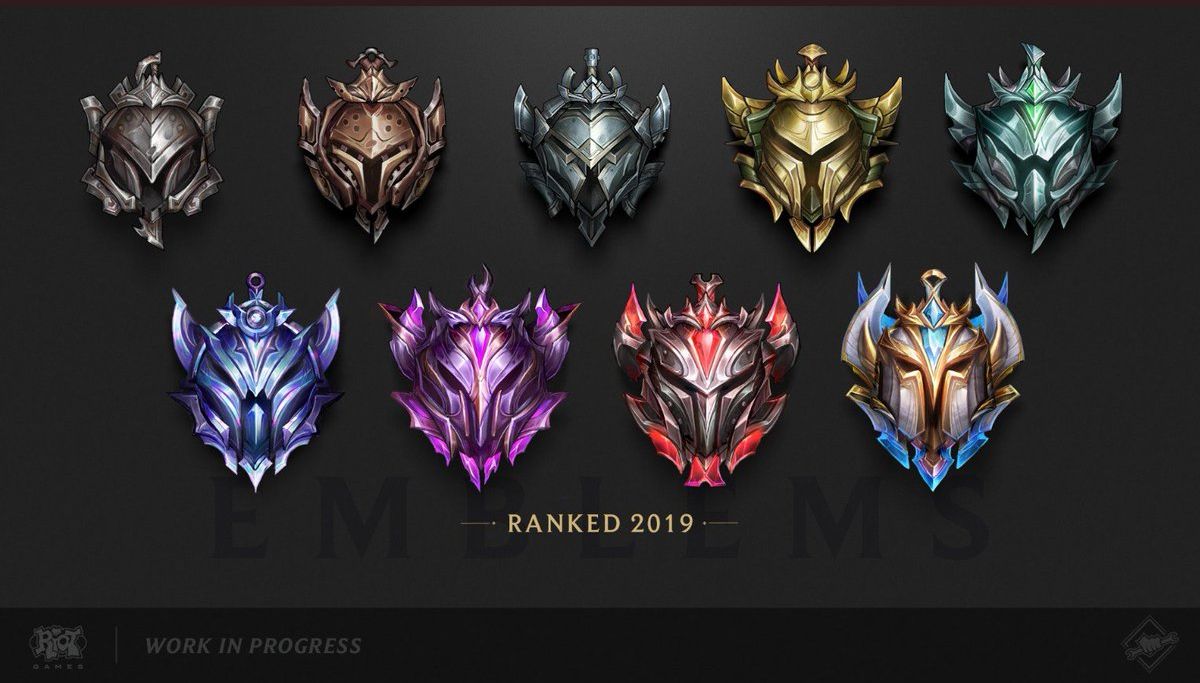 EMBLEMS
RANKED 2019
RIOT
GAMES
WORK IN PROGRESS